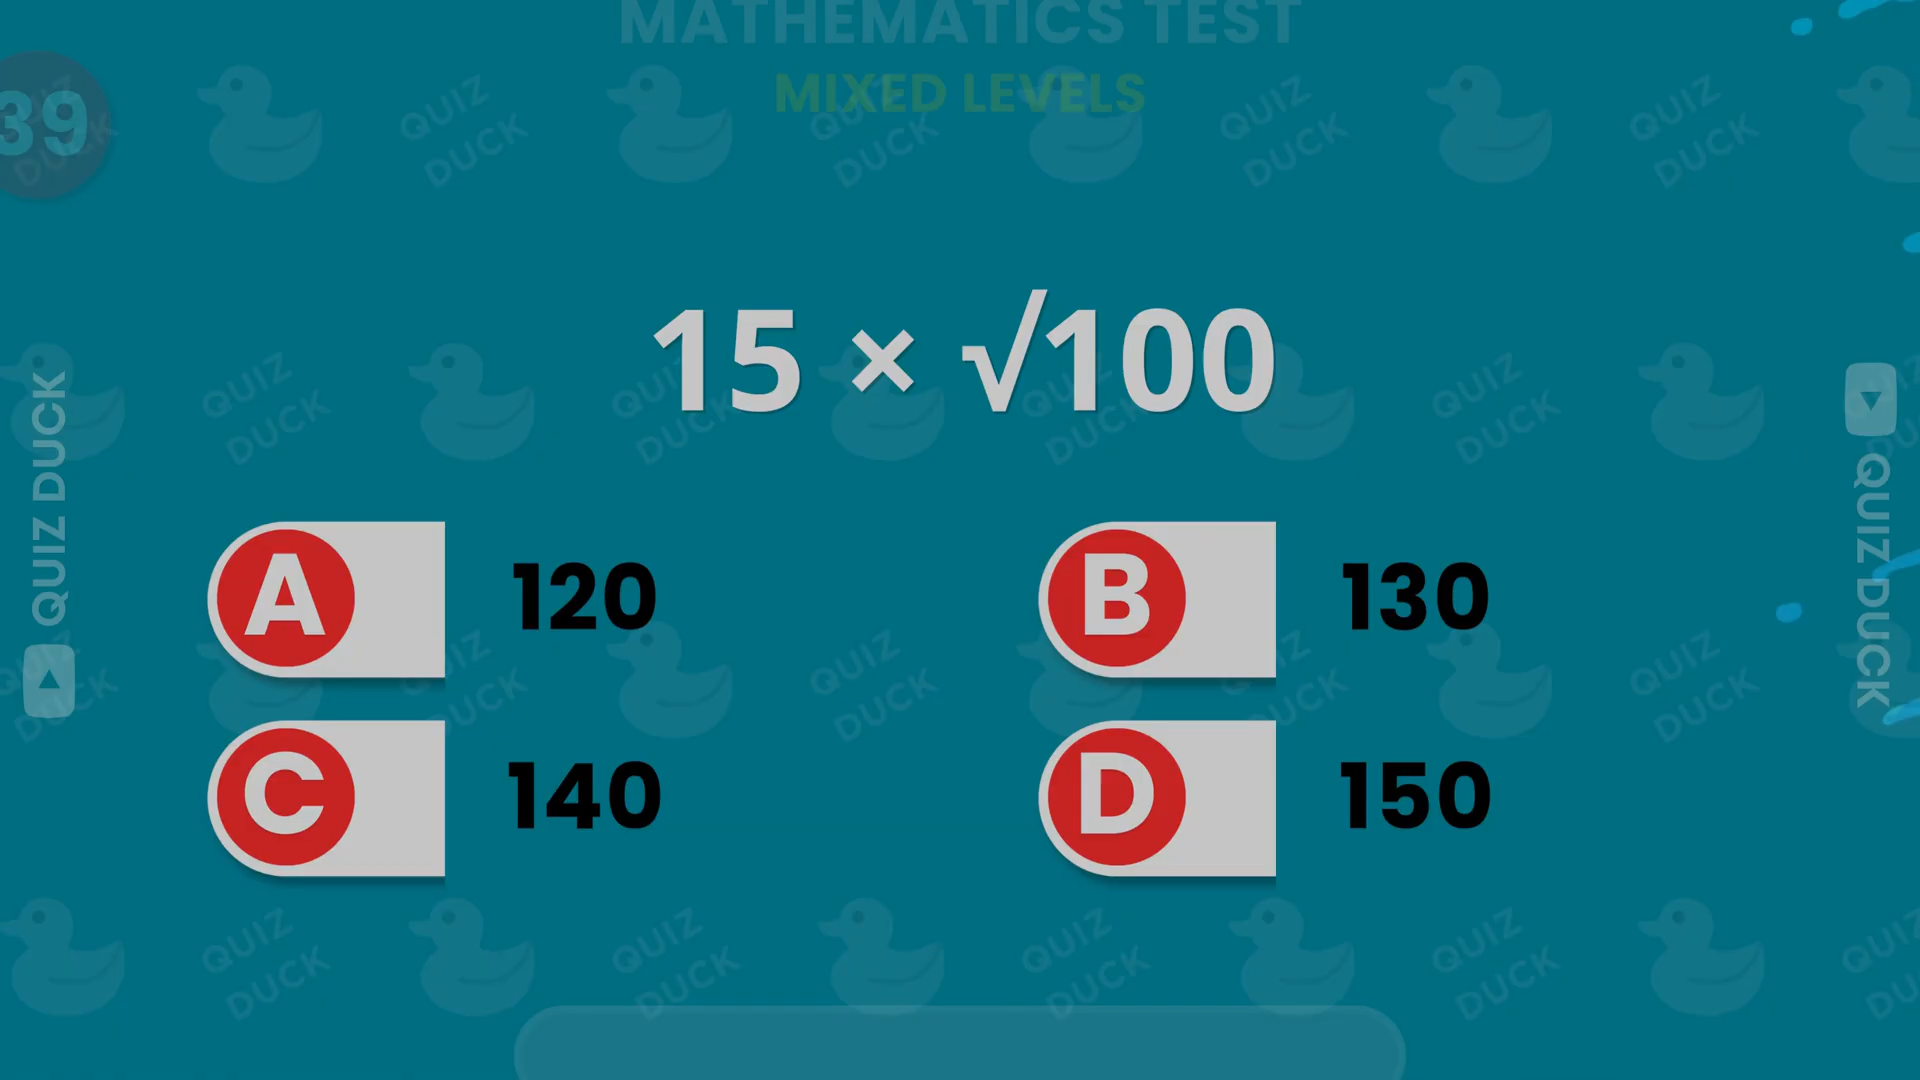 MATHEMATICS TEST
MIXED LEVELS
39
15 × √100
A 120
B 130
C 140
D 150
QUIZ DUCK
QUIZ DUCK